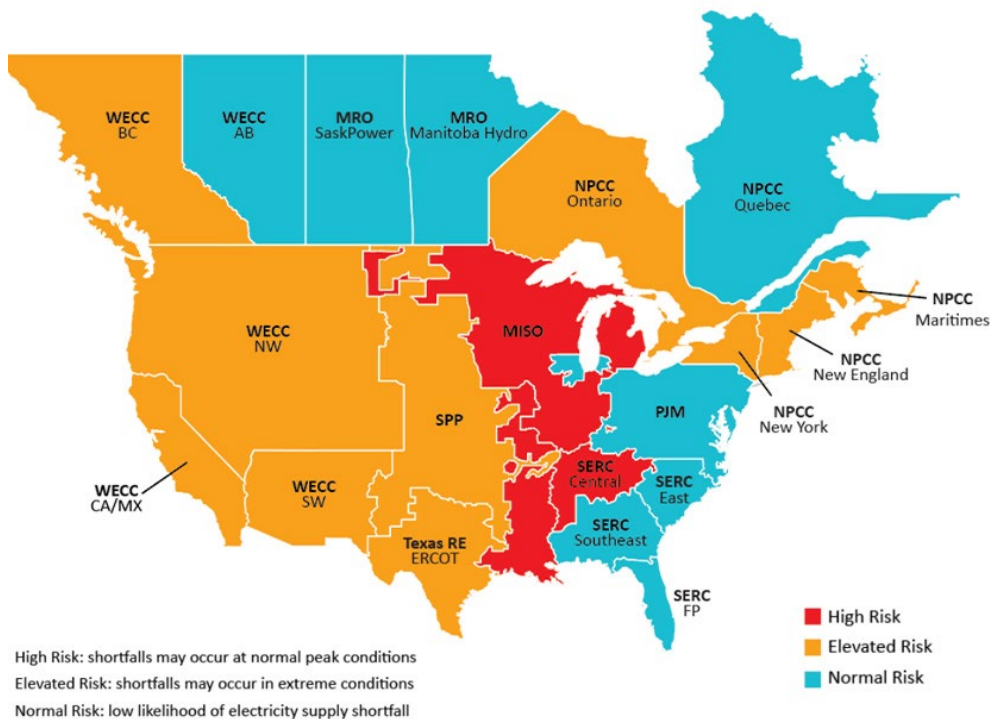 WECC
BC
WECC
AB
MRO
SaskPower
MRO
Manitoba Hydro
NPCC
Ontario
NPCC
Quebec
NPCC
Maritimes
WECC
NW
MISO
NPCC
New England
SPP
PJM
NPCC
New York
WECC
CA/MX
WECC
SW
SERC
Central
SERC
East
Texas RE
ERCOT
SERC
Southeast
SERC
FP
High Risk
Elevated Risk
Normal Risk
High Risk: shortfalls may occur at normal peak conditions
Elevated Risk: shortfalls may occur in extreme conditions
Normal Risk: low likelihood of electricity supply shortfall